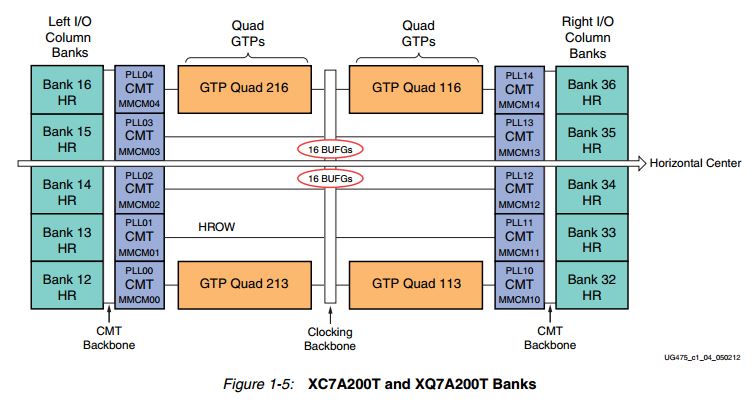 Left I/O
Column
Banks
Quad
GTPs
Quad
GTPs
Right I/O
Column
Banks
Bank 16
HR
PLL04
CMT
MMCM04
GTP Quad 216
GTP Quad 116
PLL14
CMT
MMCM14
Bank 36
HR
Bank 15
HR
PLL03
CMT
MMCM03
16 BUFGs
PLL13
CMT
MMCM13
Bank 35
HR
Horizontal Center
Bank 14
HR
PLL02
CMT
MMCM02
16 BUFGs
PLL12
CMT
MMCM12
Bank 34
HR
Bank 13
HR
PLL01
CMT
MMCM01
HROW
PLL11
CMT
MMCM11
Bank 33
HR
Bank 12
HR
PLL00
CMT
MMCM00
GTP Quad 213
GTP Quad 113
PLL10
CMT
MMCM10
Bank 32
HR
CMT
Backbone
Clocking
Backbone
CMT
Backbone
UG475_c1_04_050212
Figure 1-5: XC7A200T and XQ7A200T Banks